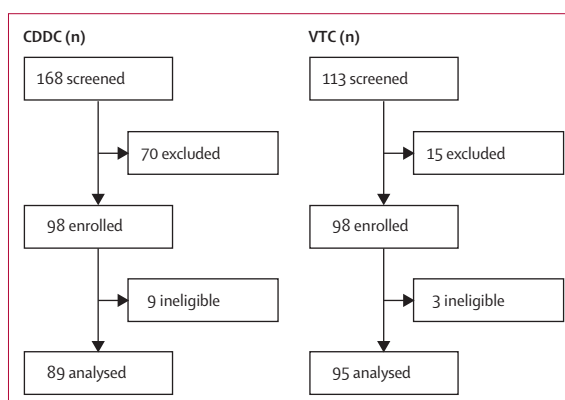 CDDC (n)
168 screened
70 excluded
98 enrolled
9 ineligible
89 analysed
VTC (n)
113 screened
15 excluded
98 enrolled
3 ineligible
95 analysed